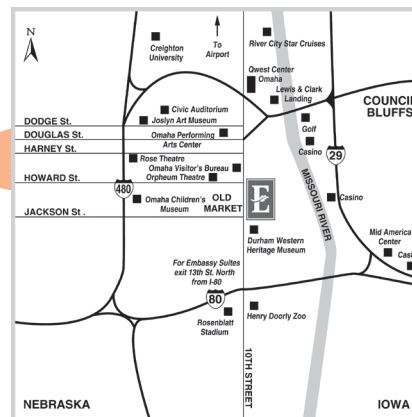 N
Creighton
University
To
Airport
River City Star Cruises
Qwest Center
Omaha
Lewis & Clark
Landing
COUNCIL
BLUFFS
Civic Auditorium
Joslyn Art Museum
DODGE St.
DOUGLAS St.
HARNEY St.
HOWARD St.
JACKSON St .
Omaha Performing
Arts Center
Golf
Casino
29
Rose Theatre
Omaha Visitor's Bureau
Orpheum Theatre
480
Omaha Children's
Museum
OLD
MARKET
E
MISSOURI RIVER
Casino
Durham Western
Heritage Museum
Mid America
Center
For Embassy Suites
exit 13th St. North
from I-80
80
Rosenblatt
Stadium
Henry Doorly Zoo
10TH STREET
NEBRASKA
IOWA